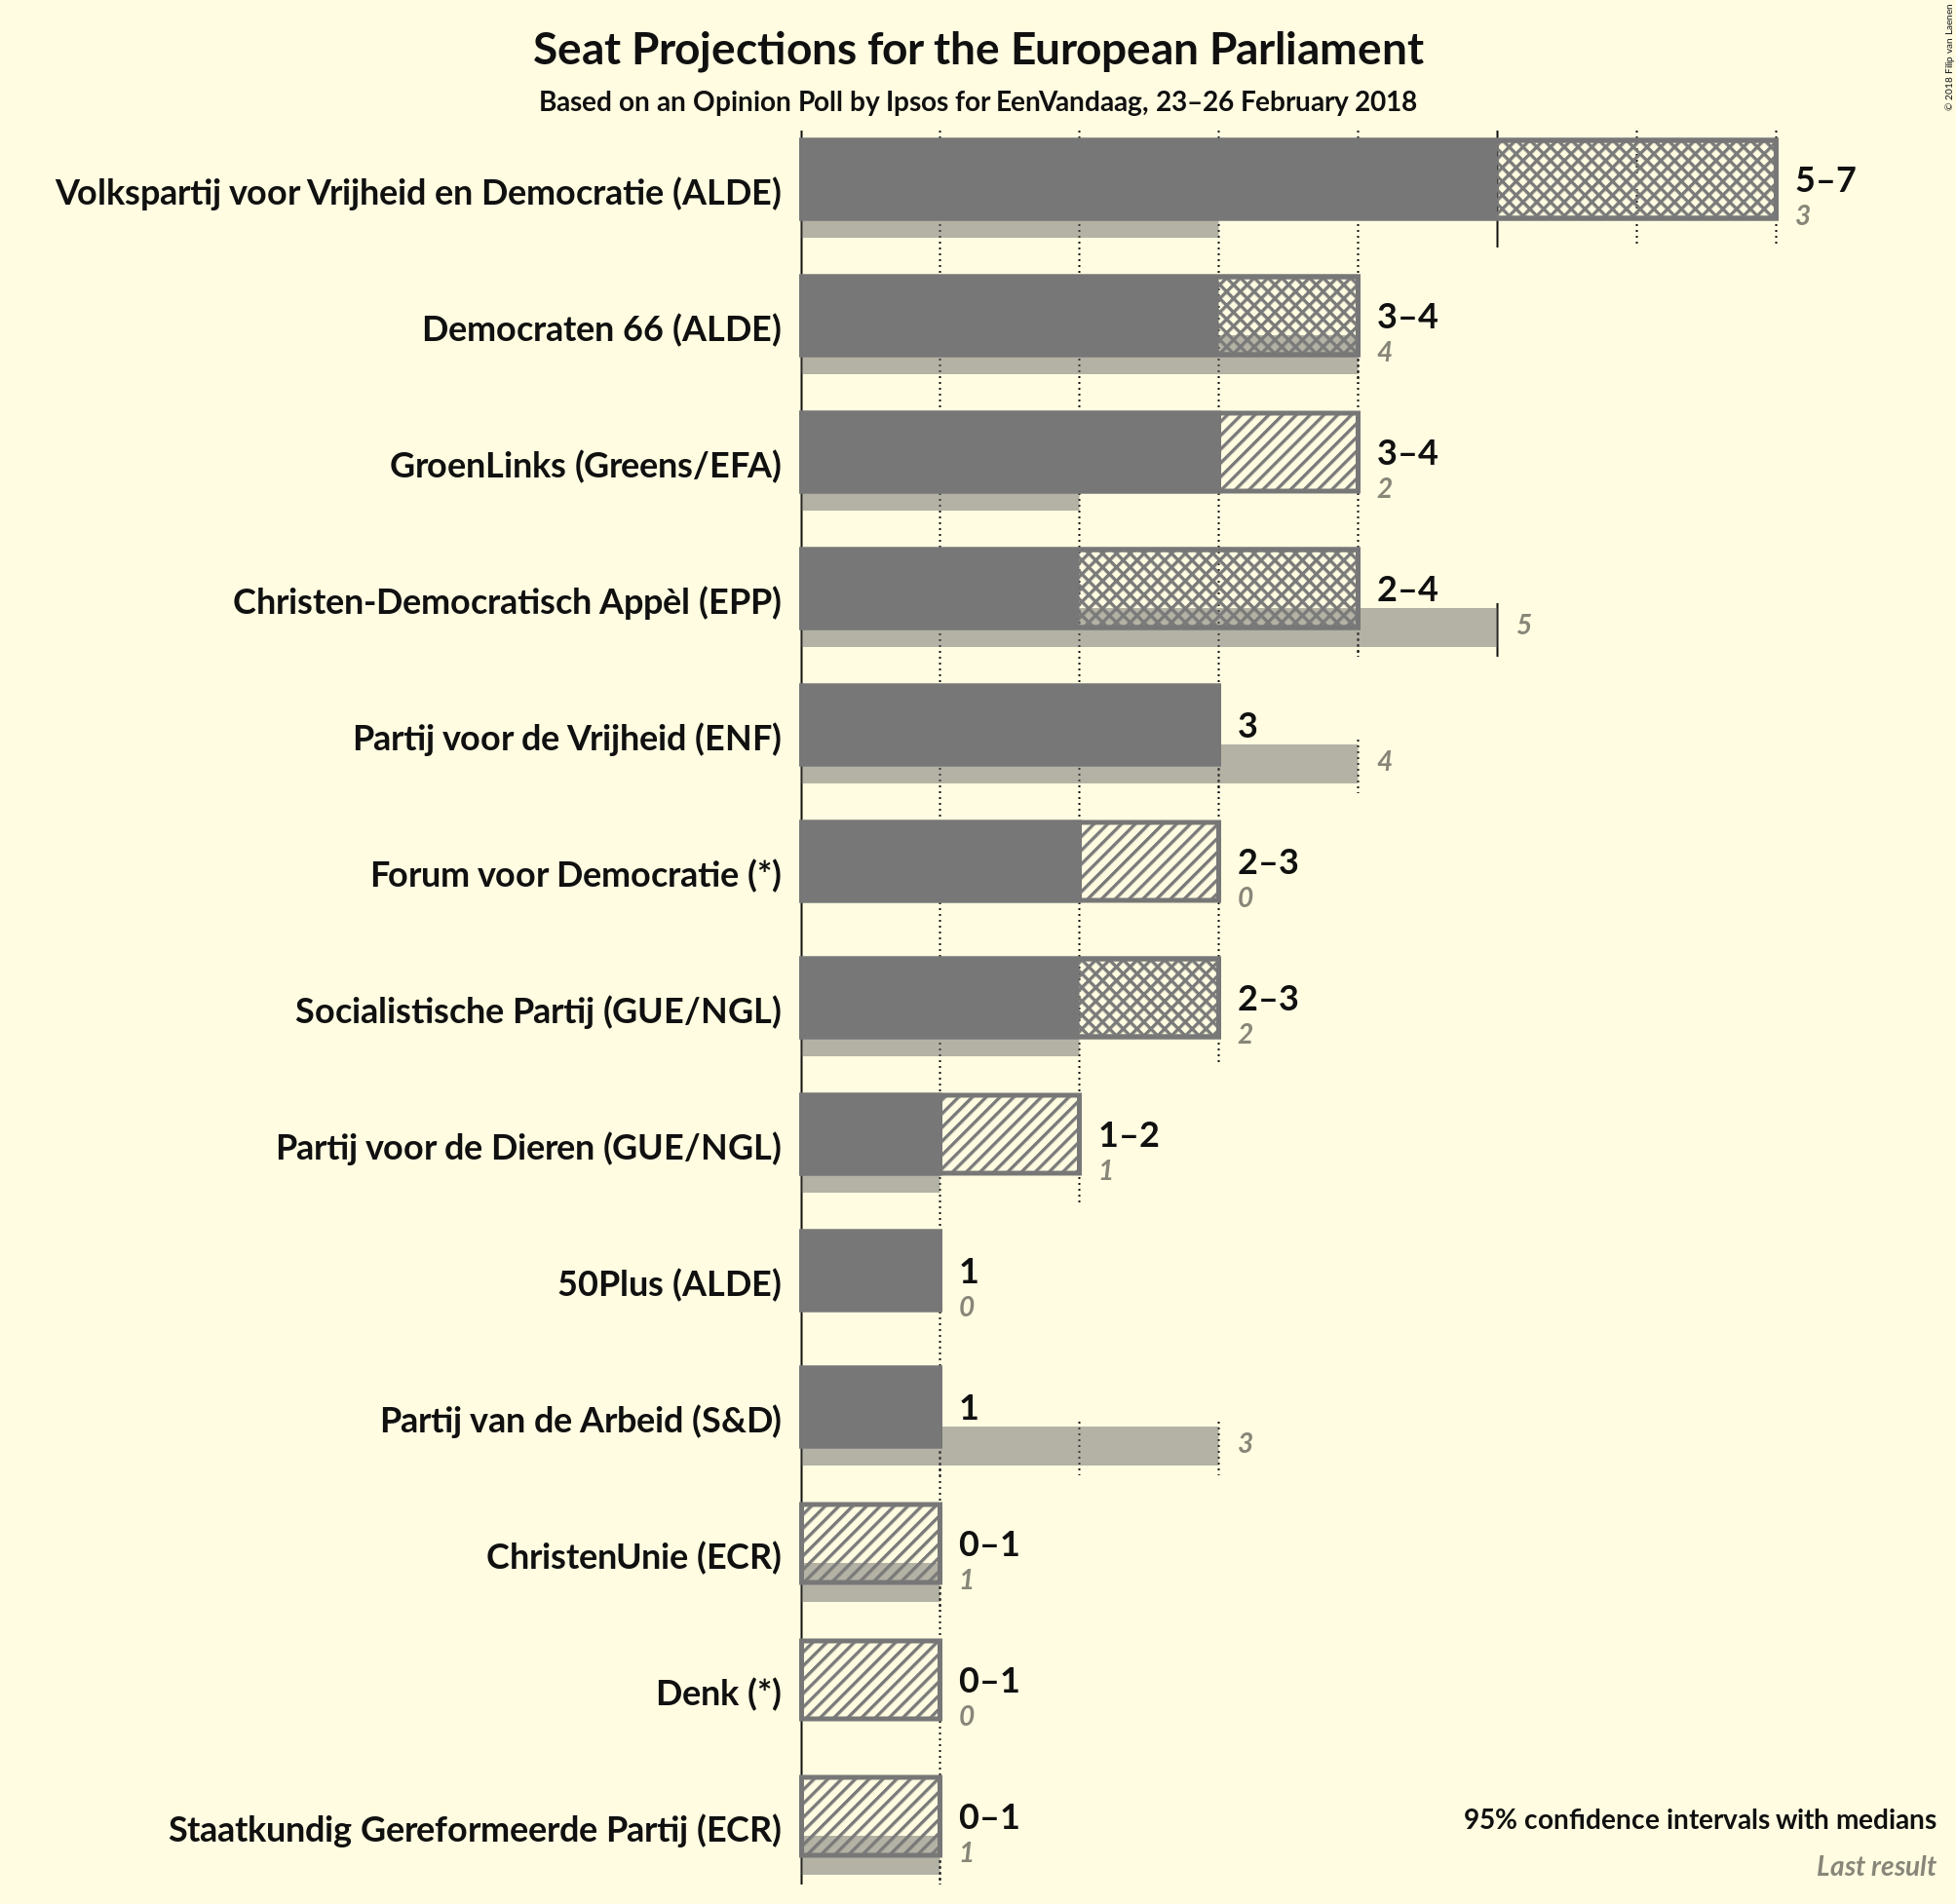 Seat Projections for the European Parliament
Based on an Opinion Poll by Ipsos for EenVandaag, 23–26 February 2018
© 2018 Filip van Laenen
Volkspartij voor Vrijheid en Democratie (ALDE)
5–7
3
Democraten 66 (ALDE)
3–4
4
GroenLinks (Greens/EFA)
3–4
2
Christen-Democratisch Appèl (EPP)
2–4
5
Partij voor de Vrijheid (ENF)
3
4
Forum voor Democratie (*)
2–3
0
Socialistische Partij (GUE/NGL)
2–3
2
Partij voor de Dieren (GUE/NGL)
1–2
1
50Plus (ALDE)
1
0
Partij van de Arbeid (S&D)
1
3
ChristenUnie (ECR)
0–1
1
Denk (*)
0–1
0
Staatkundig Gereformeerde Partij (ECR)
0–1
1
95% confidence intervals with medians
Last result